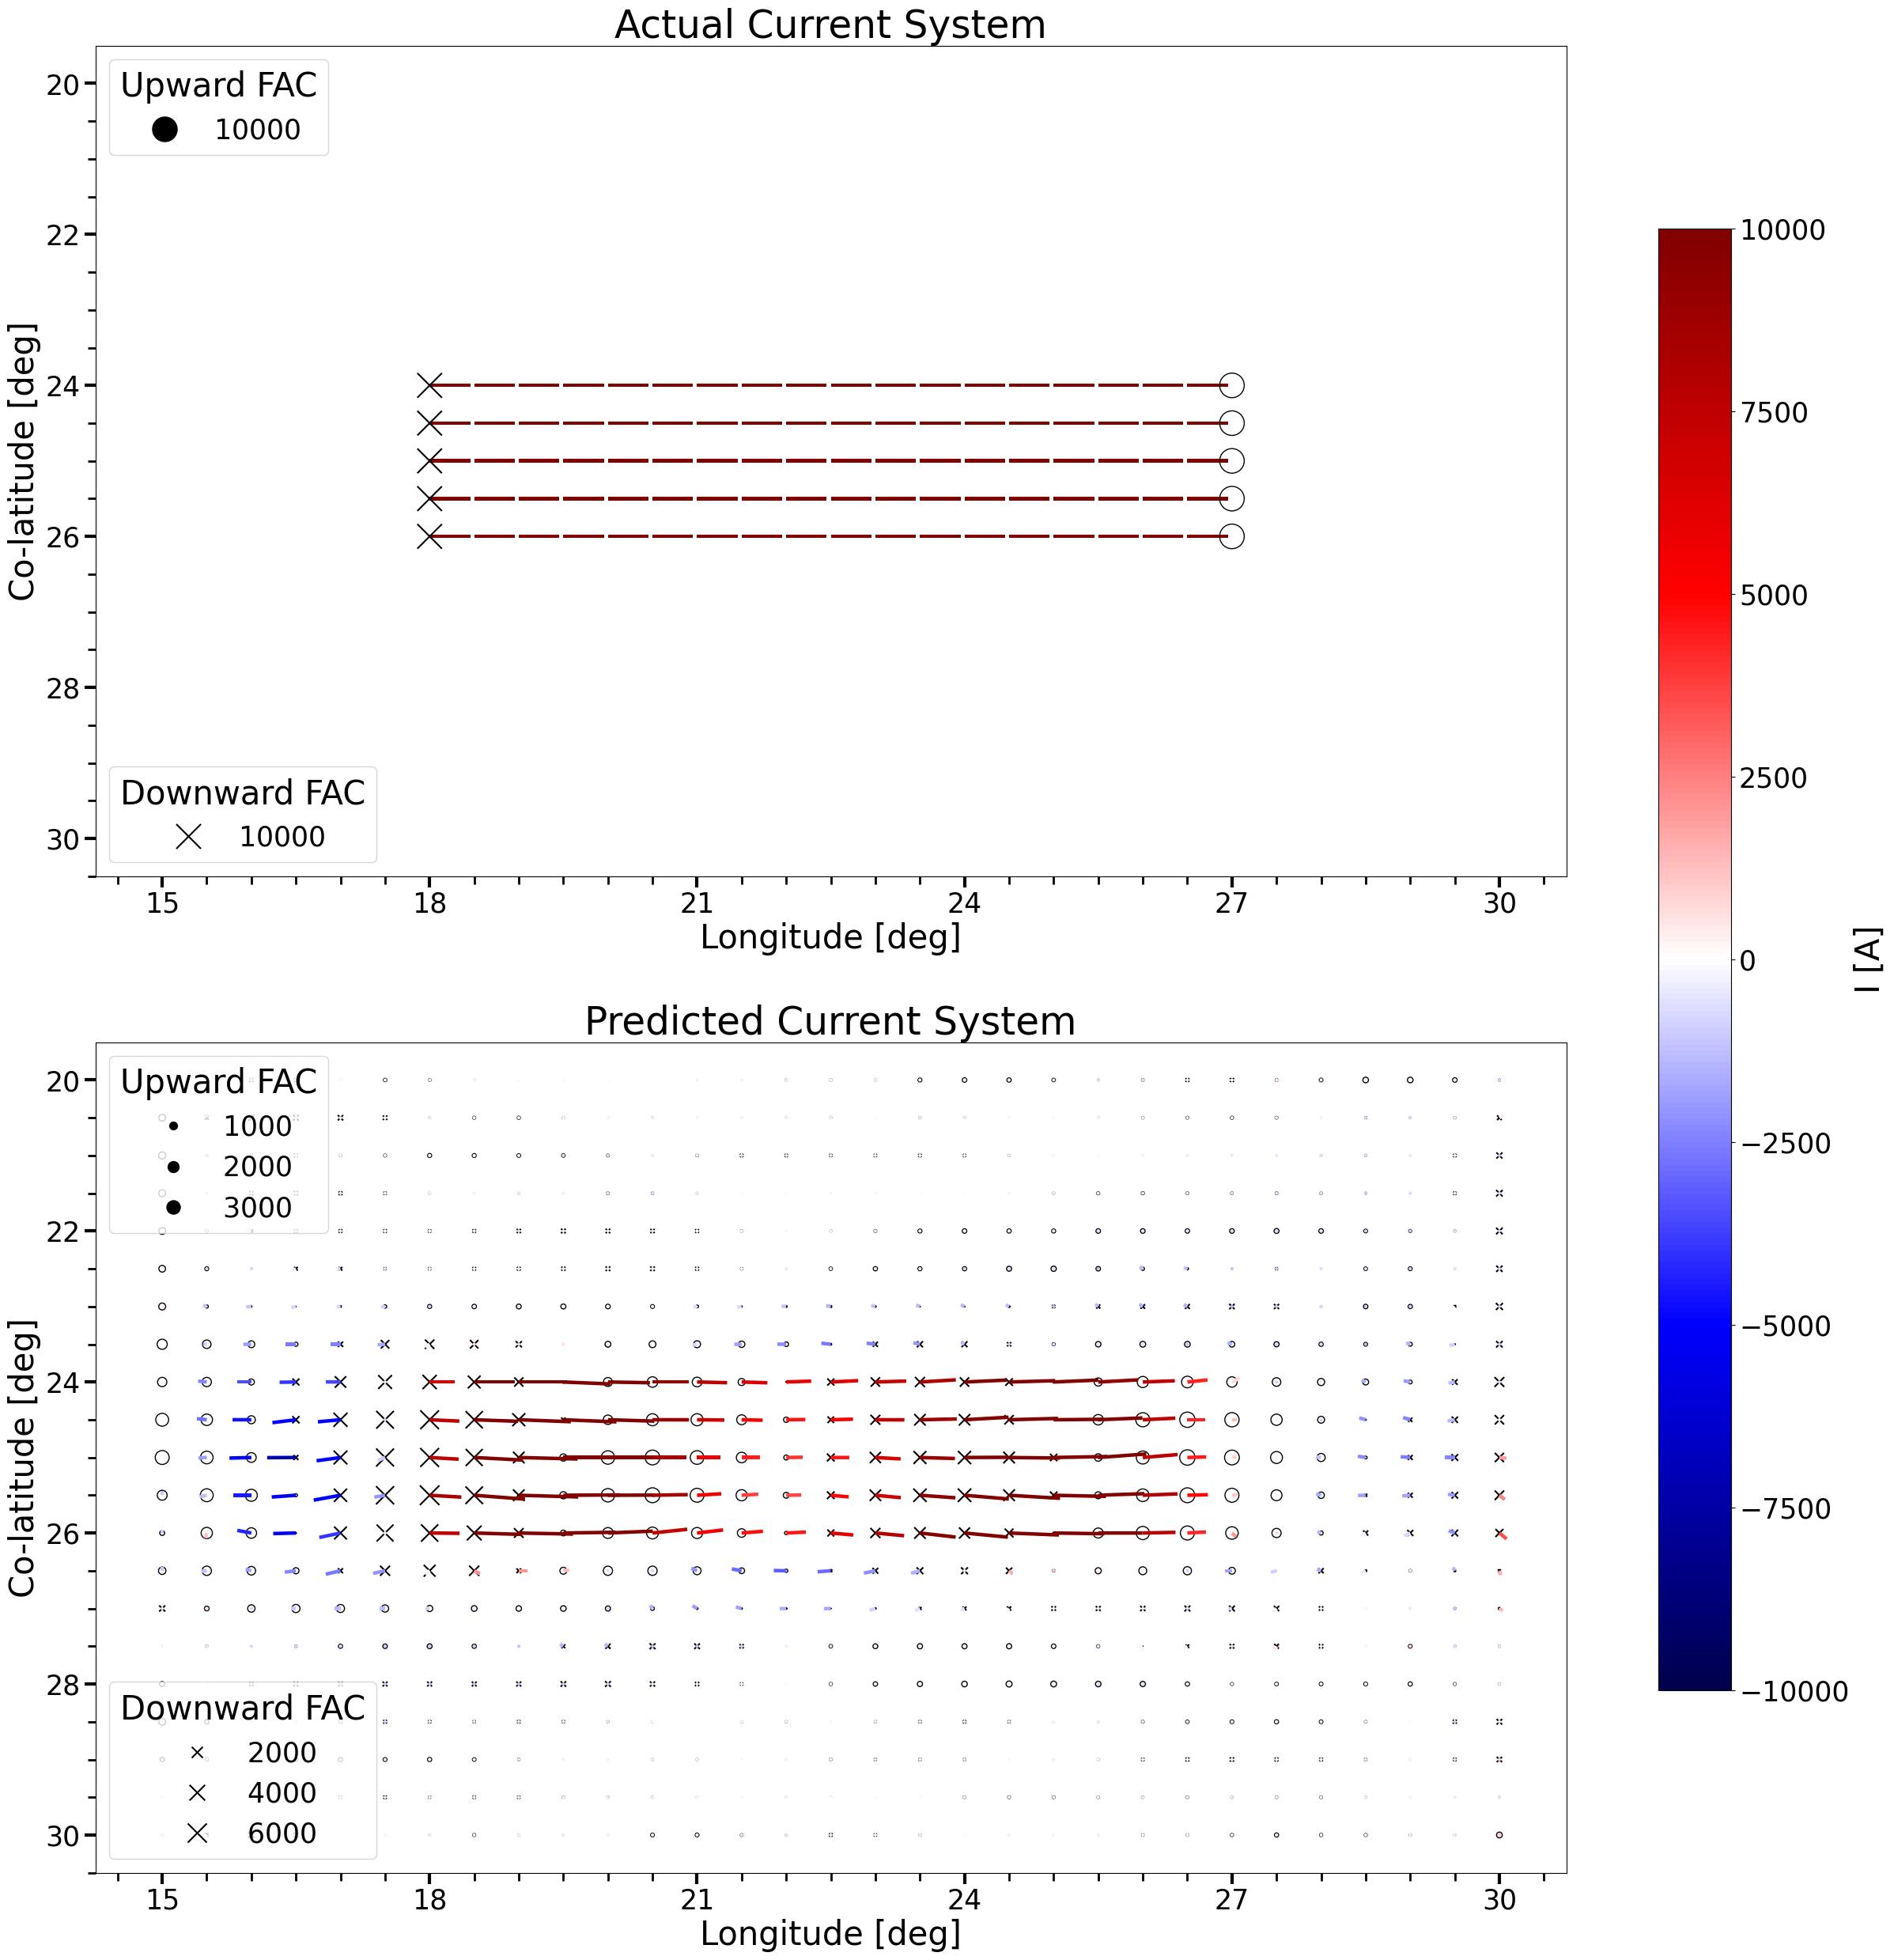 Actual Current System
Upward FAC
10000
20
22
24
26
28
30
Co-latitude [deg]
Downward FAC
10000
15 18 21 24 27 30
Longitude [deg]
Predicted Current System
Upward FAC
1000
2000
3000
20
22
24
26
28
30
Co-latitude [deg]
Downward FAC
2000
4000
6000
15 18 21 24 27 30
Longitude [deg]
10000
7500
5000
2500
0
−2500
−5000
−7500
−10000
I [A]